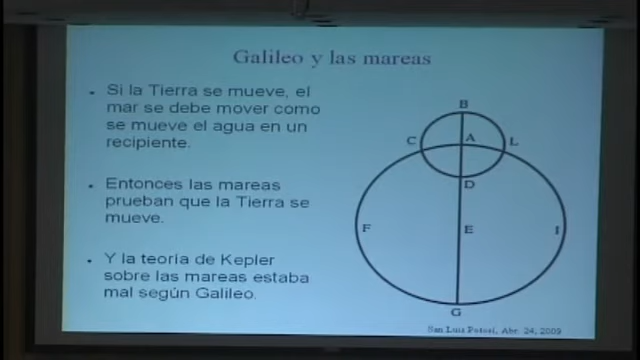 Galileo y las mareas
Si la Tierra se mueve, el
mar se debe mover como
se mueve el agua en un
recipiente.
Entonces las mareas
prueban que la Tierra se
mueve.
Y la teoría de Kepler
sobre las mareas estaba
mal según Galileo.
B
C A L
D
F E I
G
San Luis Potosí, Abr. 24, 2009